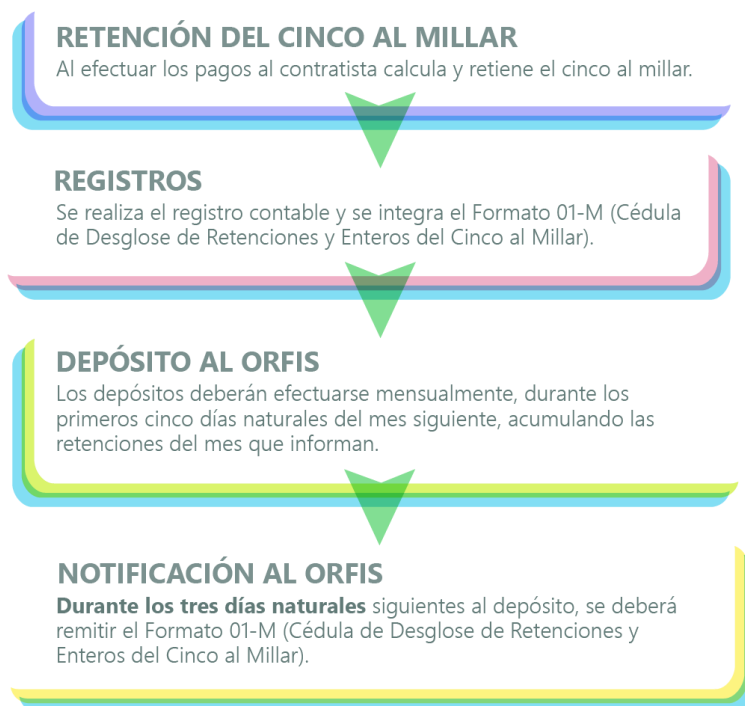 RETENCIÓN DEL CINCO AL MILLAR
Al efectuar los pagos al contratista calcula y retiene el cinco al millar.
REGISTROS
Se realiza el registro contable y se integra el Formato 01-M (Cédula
de Desglose de Retenciones y Enteros del Cinco al Millar).
DEPÓSITO AL ORFIS
Los depósitos deberán efectuarse mensualmente, durante los
primeros cinco días naturales del mes siguiente, acumulando las
retenciones del mes que informan.
NOTIFICACIÓN AL ORFIS
Durante los tres días naturales siguientes al depósito, se deberá
remitir el Formato 01-M (Cédula de Desglose de Retenciones y
Enteros del Cinco al Millar).